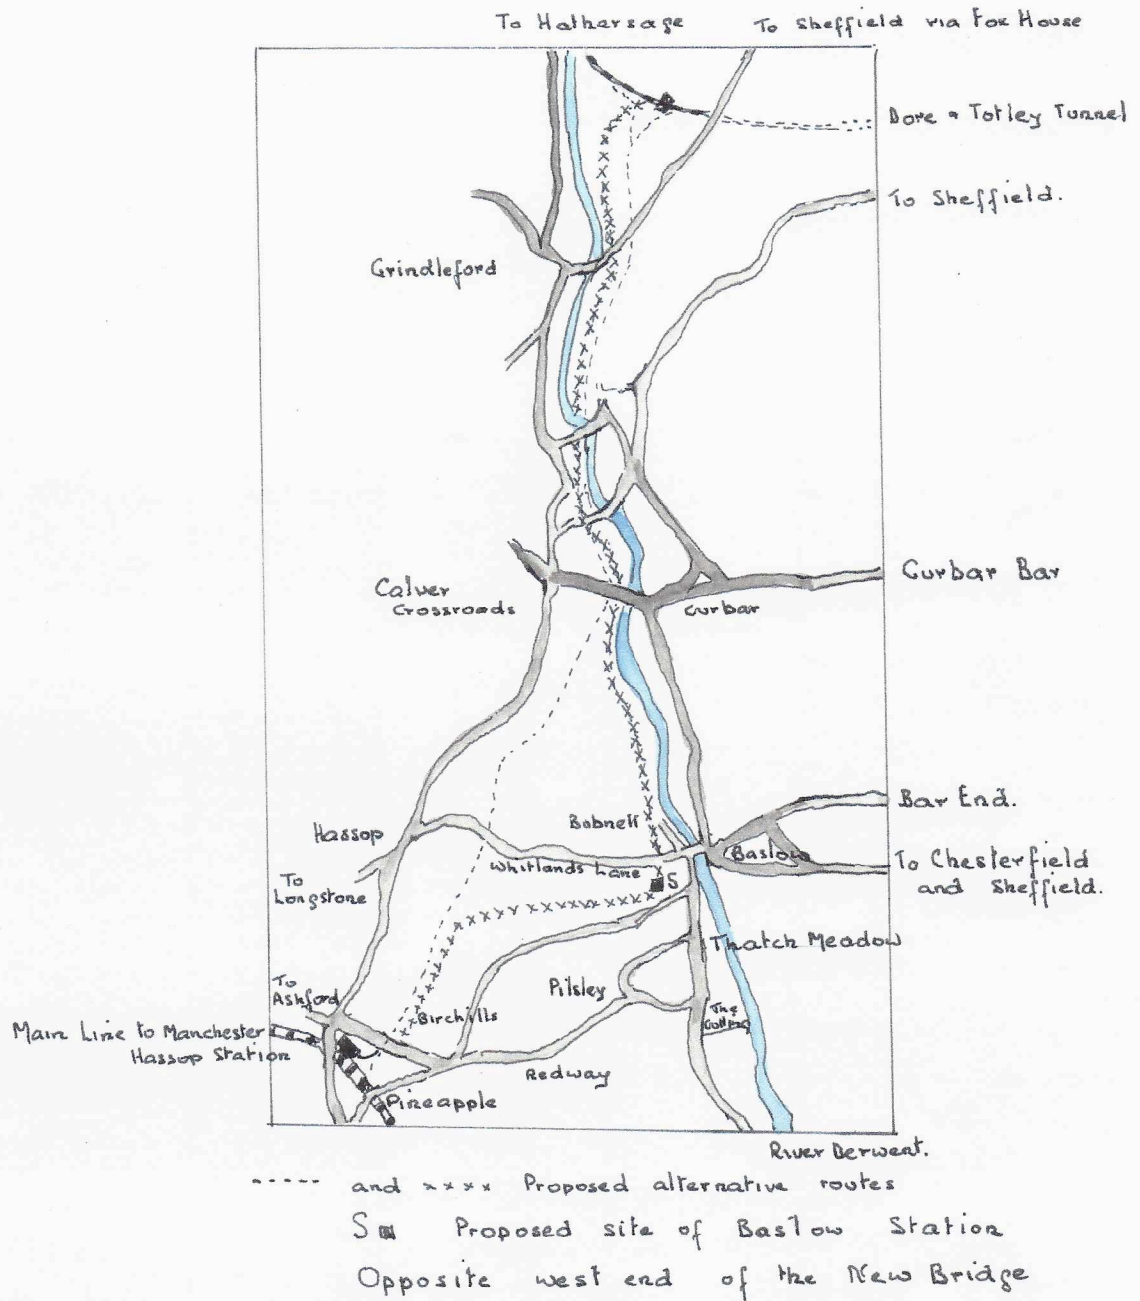 To Hathersage
To Sheffield via Fox House
Dore & Totley Tunnel
To Sheffield.
Grindleford
Curbar Bar
Calver
Crossroads
Curbar
Bar End.
Bobnell
Hassop
Baslow
Whitlands Lane
S
To Chesterfield
and Sheffield.
To
Longstone
Thatch Meadow
To
Ashford
Pilsley
The
Birchills
Main Line to Manchester
Hassop Station
Redway
Pineapple
River Derwent.
----- and x x x x Proposed alternative routes
S ■ Proposed site of Baslow Station
Opposite west end of the New Bridge